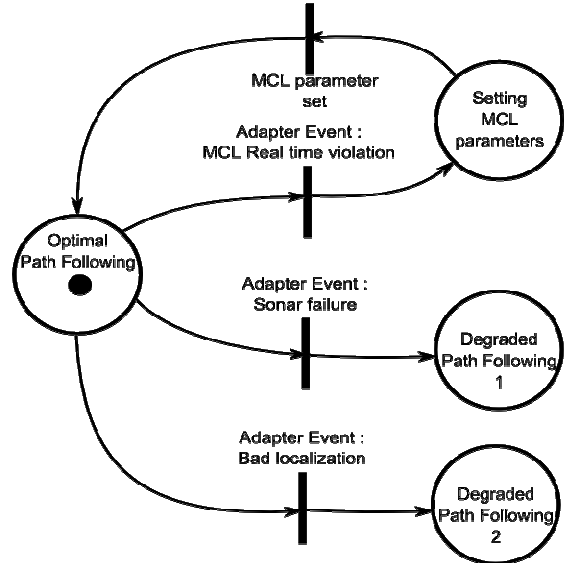 MCL parameter
set
Setting
MCL
parameters
Adapter Event :
MCL Real time violation
Optimal
Path Following
Adapter Event :
Sonar failure
Degraded
Path Following
1
Adapter Event :
Bad localization
Degraded
Path Following
2